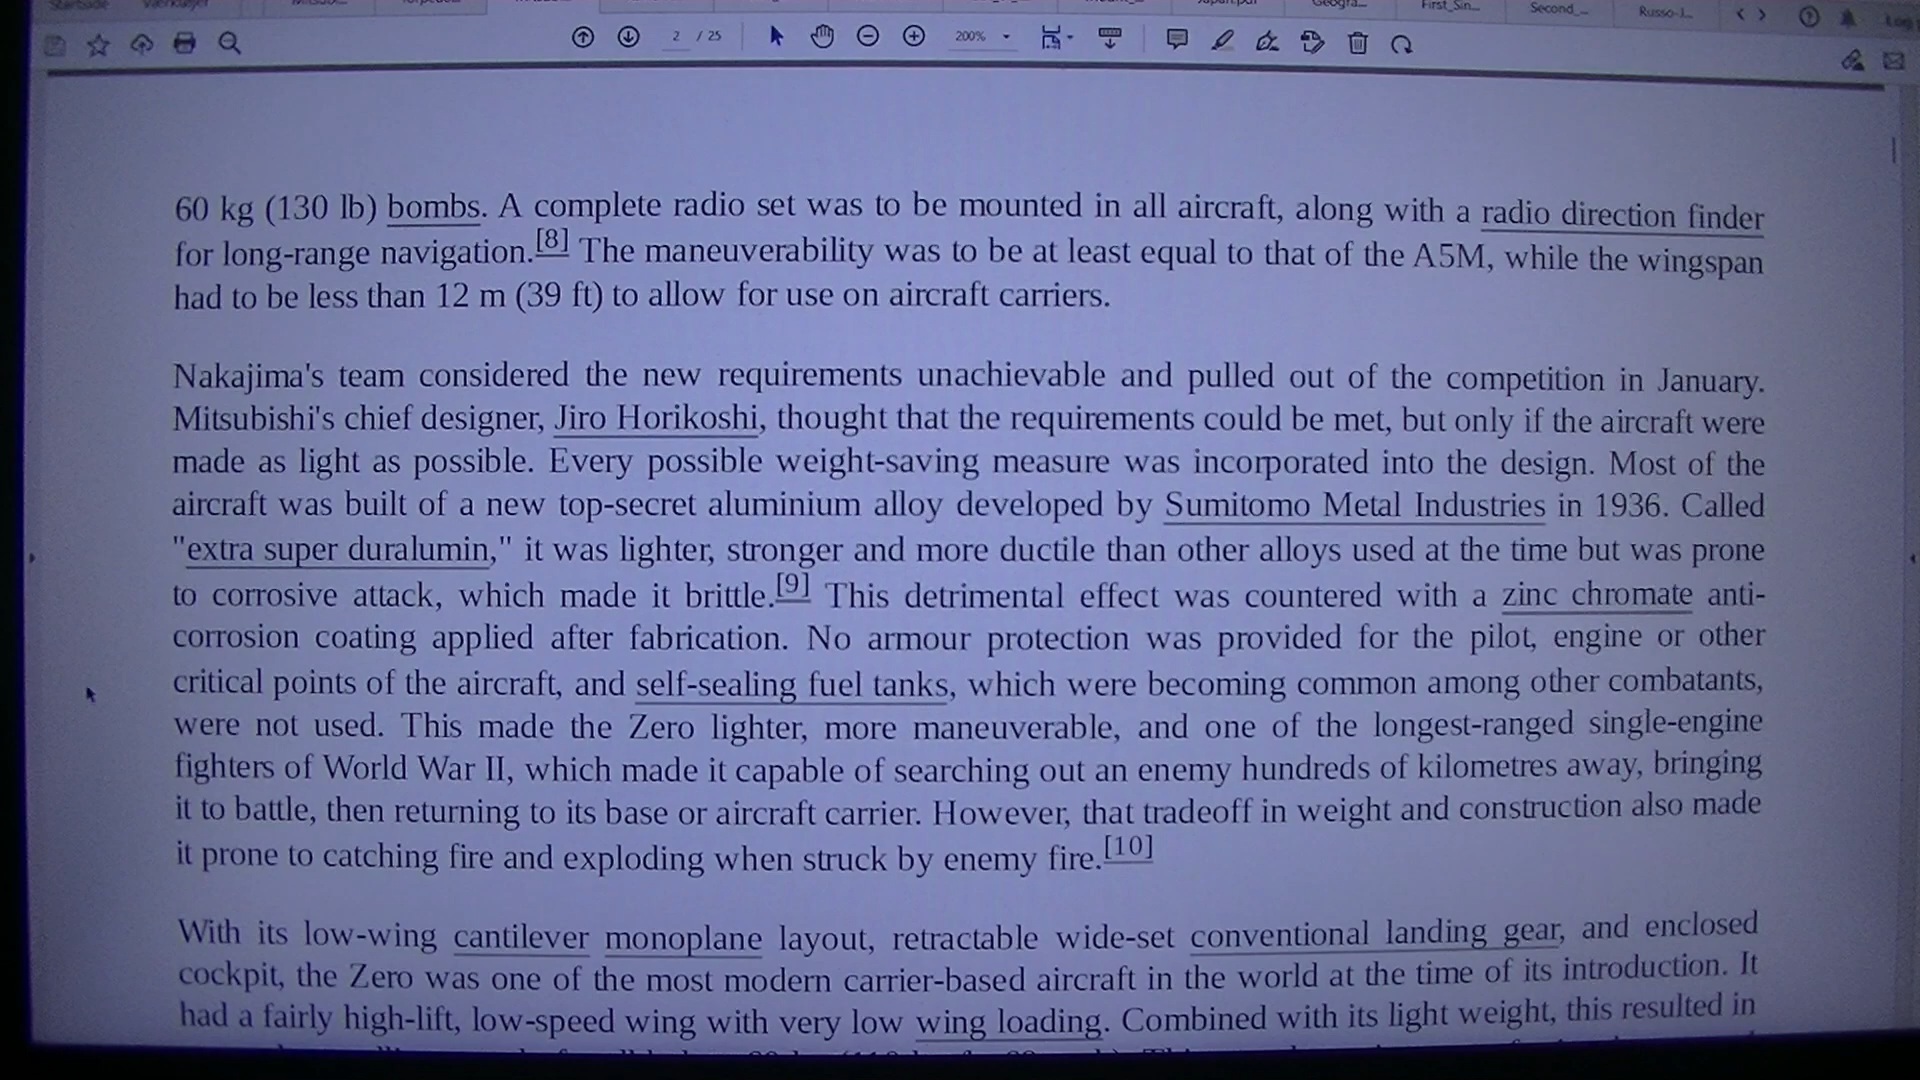 Japan.pdf
First_Sin...
Second_...
Russo-J...
2 / 25
200%
60 kg (130 lb) bombs. A complete radio set was to be mounted in all aircraft, along with a radio direction finder
for long-range navigation.[8] The maneuverability was to be at least equal to that of the A5M, while the wingspan
had to be less than 12 m (39 ft) to allow for use on aircraft carriers.
Nakajima's team considered the new requirements unachievable and pulled out of the competition in January.
Mitsubishi's chief designer, Jiro Horikoshi, thought that the requirements could be met, but only if the aircraft were
made as light as possible. Every possible weight-saving measure was incorporated into the design. Most of the
aircraft was built of a new top-secret aluminium alloy developed by Sumitomo Metal Industries in 1936. Called
"extra super duralumin," it was lighter, stronger and more ductile than other alloys used at the time but was prone
to corrosive attack, which made it brittle.[9] This detrimental effect was countered with a zinc chromate anti-
corrosion coating applied after fabrication. No armour protection was provided for the pilot, engine or other
critical points of the aircraft, and self-sealing fuel tanks, which were becoming common among other combatants,
were not used. This made the Zero lighter, more maneuverable, and one of the longest-ranged single-engine
fighters of World War II, which made it capable of searching out an enemy hundreds of kilometres away, bringing
it to battle, then returning to its base or aircraft carrier. However, that tradeoff in weight and construction also made
it prone to catching fire and exploding when struck by enemy fire.[10]
With its low-wing cantilever monoplane layout, retractable wide-set conventional landing gear, and enclosed
cockpit, the Zero was one of the most modern carrier-based aircraft in the world at the time of its introduction. It
had a fairly high-lift, low-speed wing with very low wing loading. Combined with its light weight, this resulted in